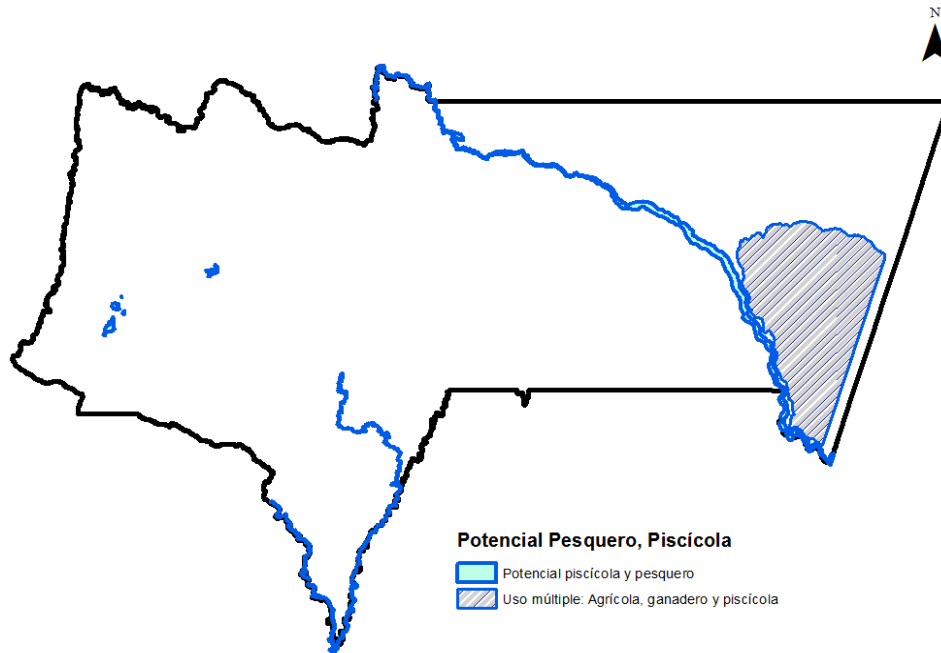 N
Potencial Pesquero, Piscícola
Potencial piscícola y pesquero
Uso múltiple: Agrícola, ganadero y piscícola